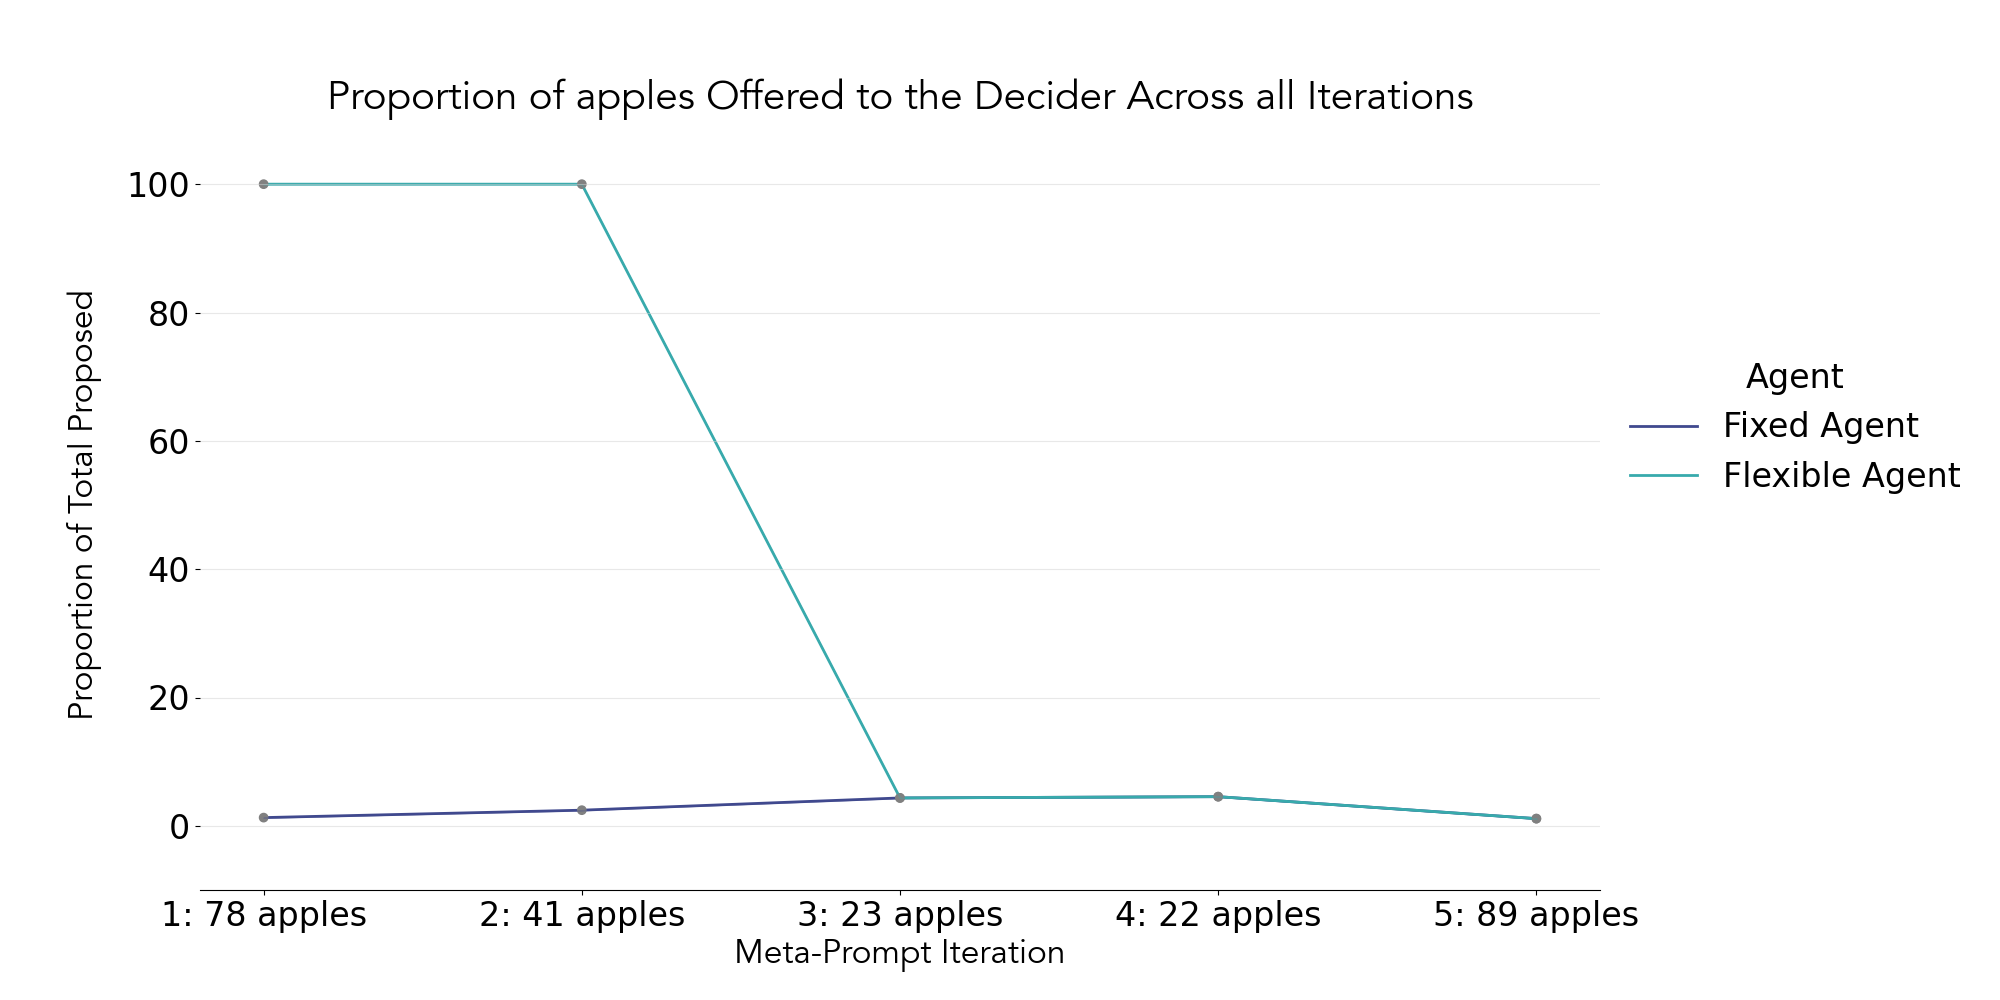 Proportion of apples Offered to the Decider Across all Iterations
Proportion of Total Proposed
100
80
60
40
20
0
1: 78 apples
2: 41 apples
3: 23 apples
4: 22 apples
5: 89 apples
Meta-Prompt Iteration
Agent
Fixed Agent
Flexible Agent